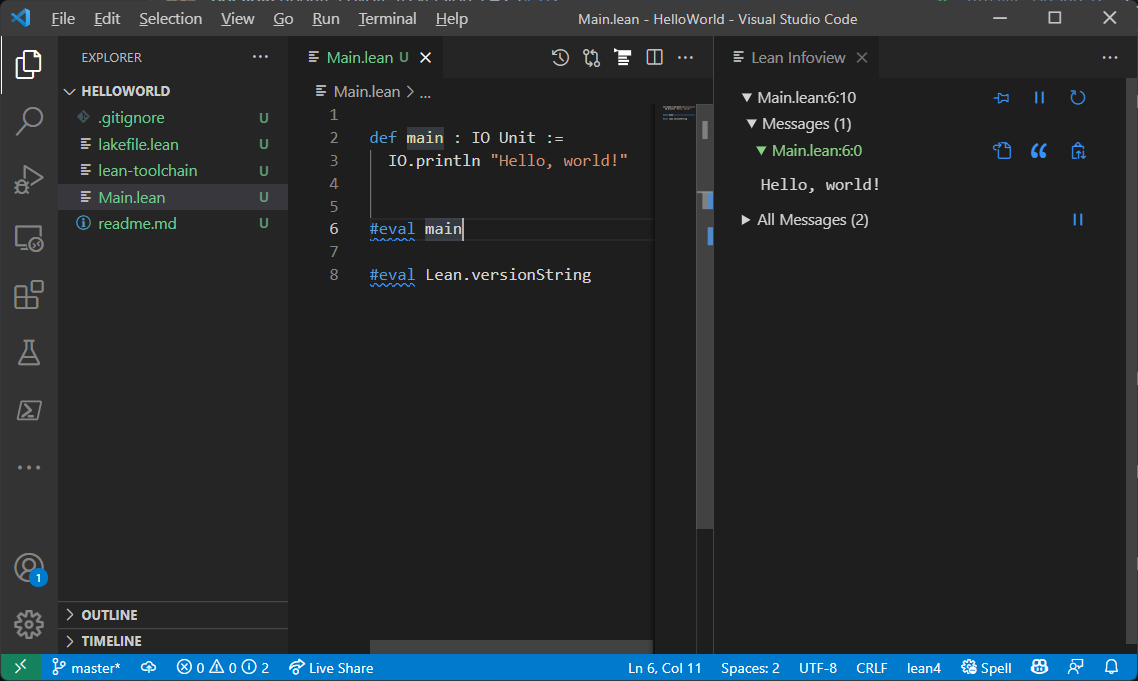 File Edit Selection View Go Run Terminal Help Main.lean - HelloWorld - Visual Studio Code
EXPLORER
HELLOWORLD
.gitignore U
lakefile.lean U
lean-toolchain U
Main.lean U
readme.md U
OUTLINE
TIMELINE
Main.lean U
Main.lean > ...
1
2 def main : IO Unit :=
3 IO.println "Hello, world!"
4
5
6 #eval main
7
8 #eval Lean.versionString
Lean Infoview
Main.lean:6:10
Messages (1)
Main.lean:6:0
Hello, world!
All Messages (2)
1
master* 0 0 2 Live Share Ln 6, Col 11 Spaces: 2 UTF-8 CRLF lean4 Spell